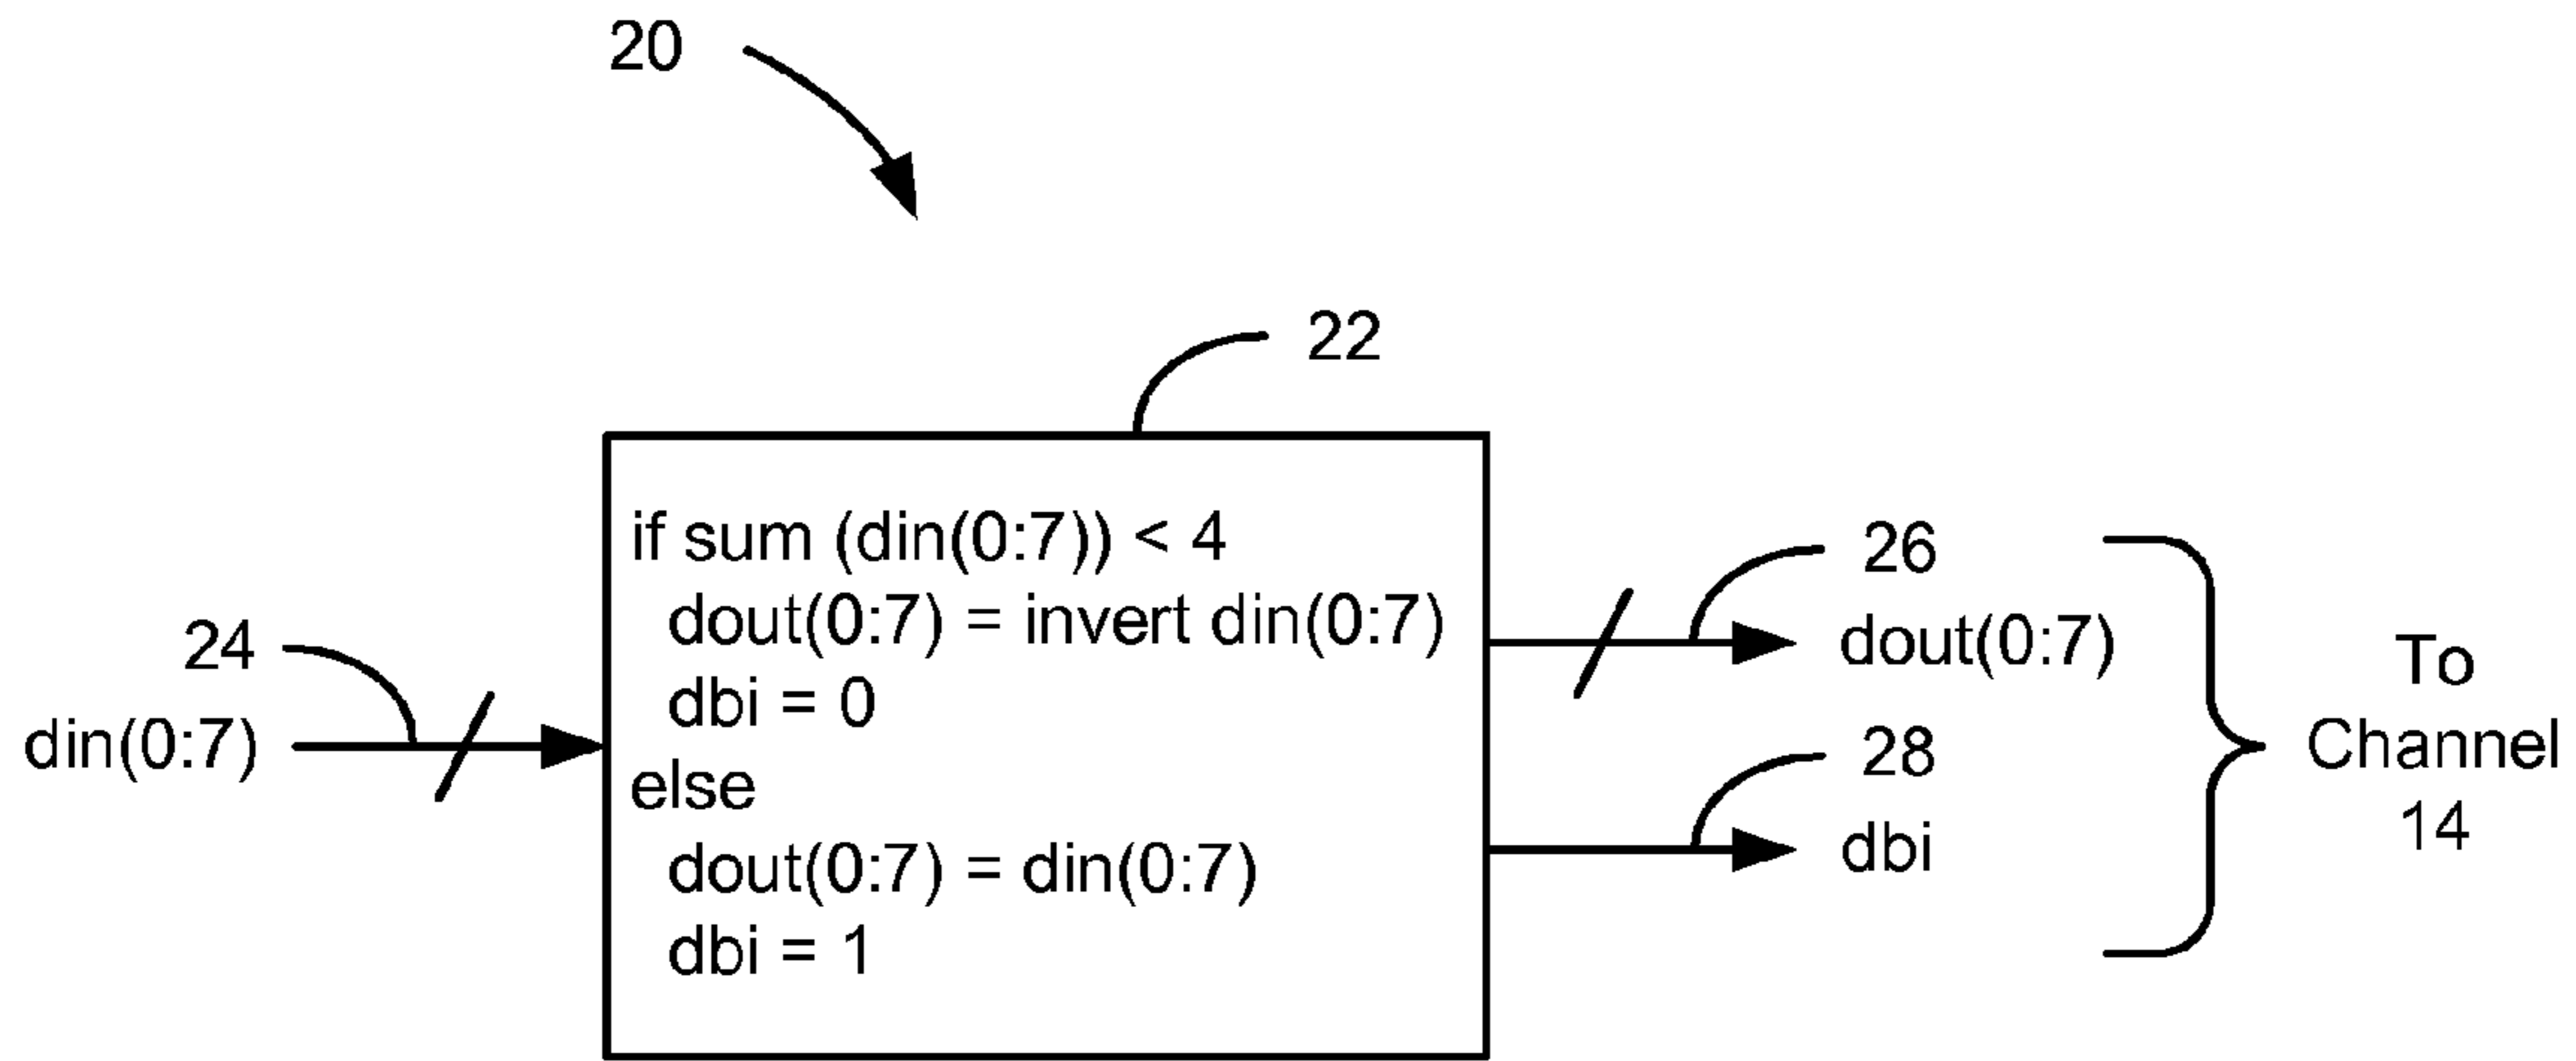 20
22
if sum (din(0:7)) < 4
dout(0:7) = invert din(0:7)
dbi = 0
else
dout(0:7) = din(0:7)
dbi = 1
24
din(0:7)
26
dout(0:7)
28
dbi
To
Channel
14